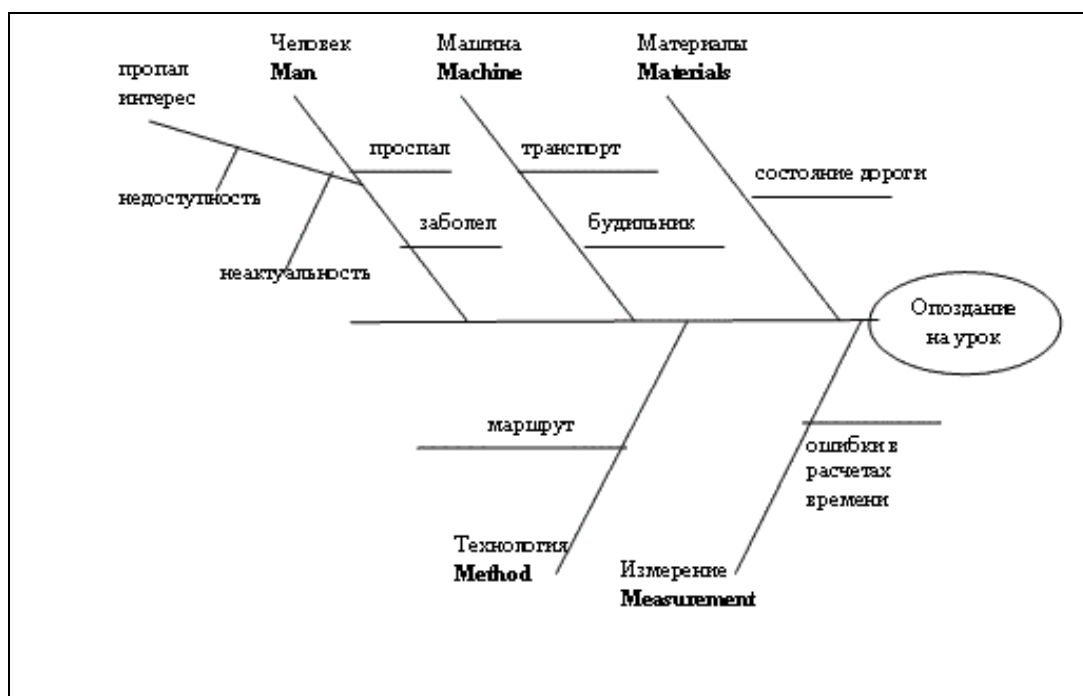 Человек
Man
Машина
Machine
Материалы
Materials
пропал
интерес
проспал
транспорт
состояние дороги
недоступность
заболел
будильник
неактуальность
Опоздание
на урок
маршрут
ошибки в
расчетах
времени
Технология
Method
Измерение
Measurement